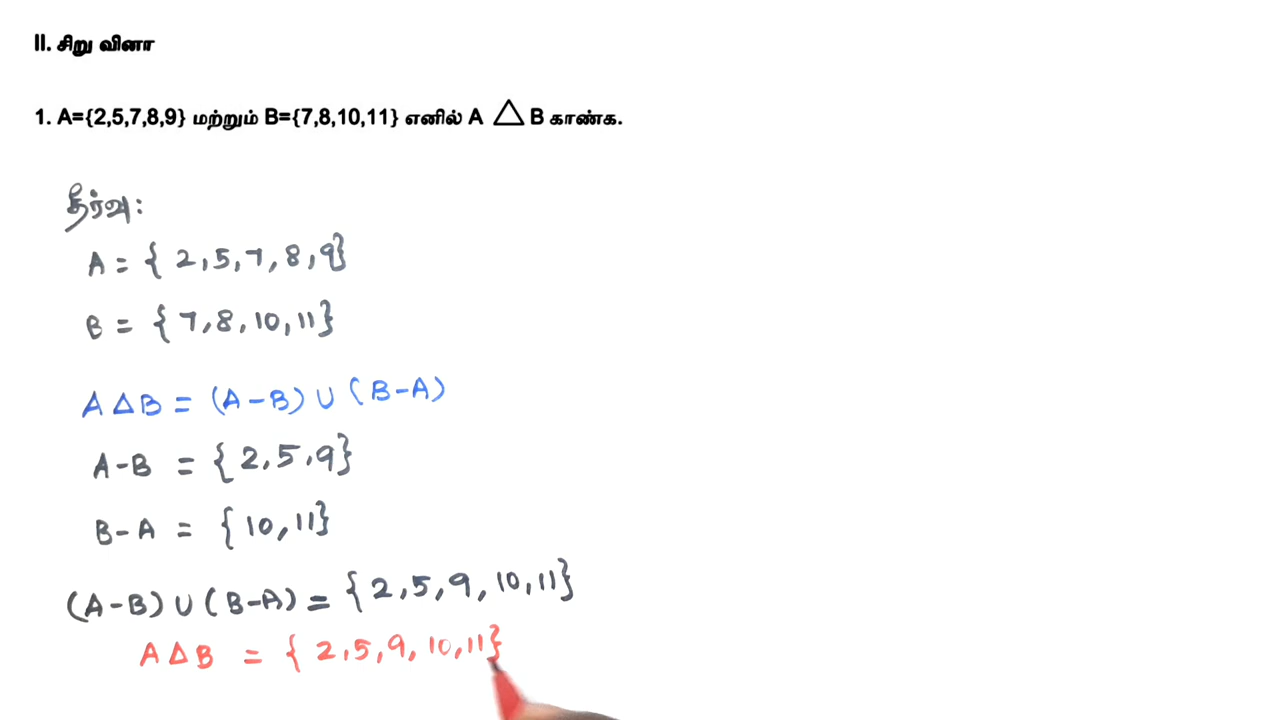 II. சிறு வினா
1. A={2,5,7,8,9} மற்றும் B={7,8,10,11} எனில் A △ B காண்க.
தீர்வு:
A = { 2,5,7,8,9}
B = { 7,8,10,11}
A Δ B = (A-B) ∪ (B-A)
A-B = { 2,5,9}
B-A = { 10,11}
(A-B) ∪ (B-A) = { 2,5,9,10,11}
A Δ B = { 2,5,9,10,11}